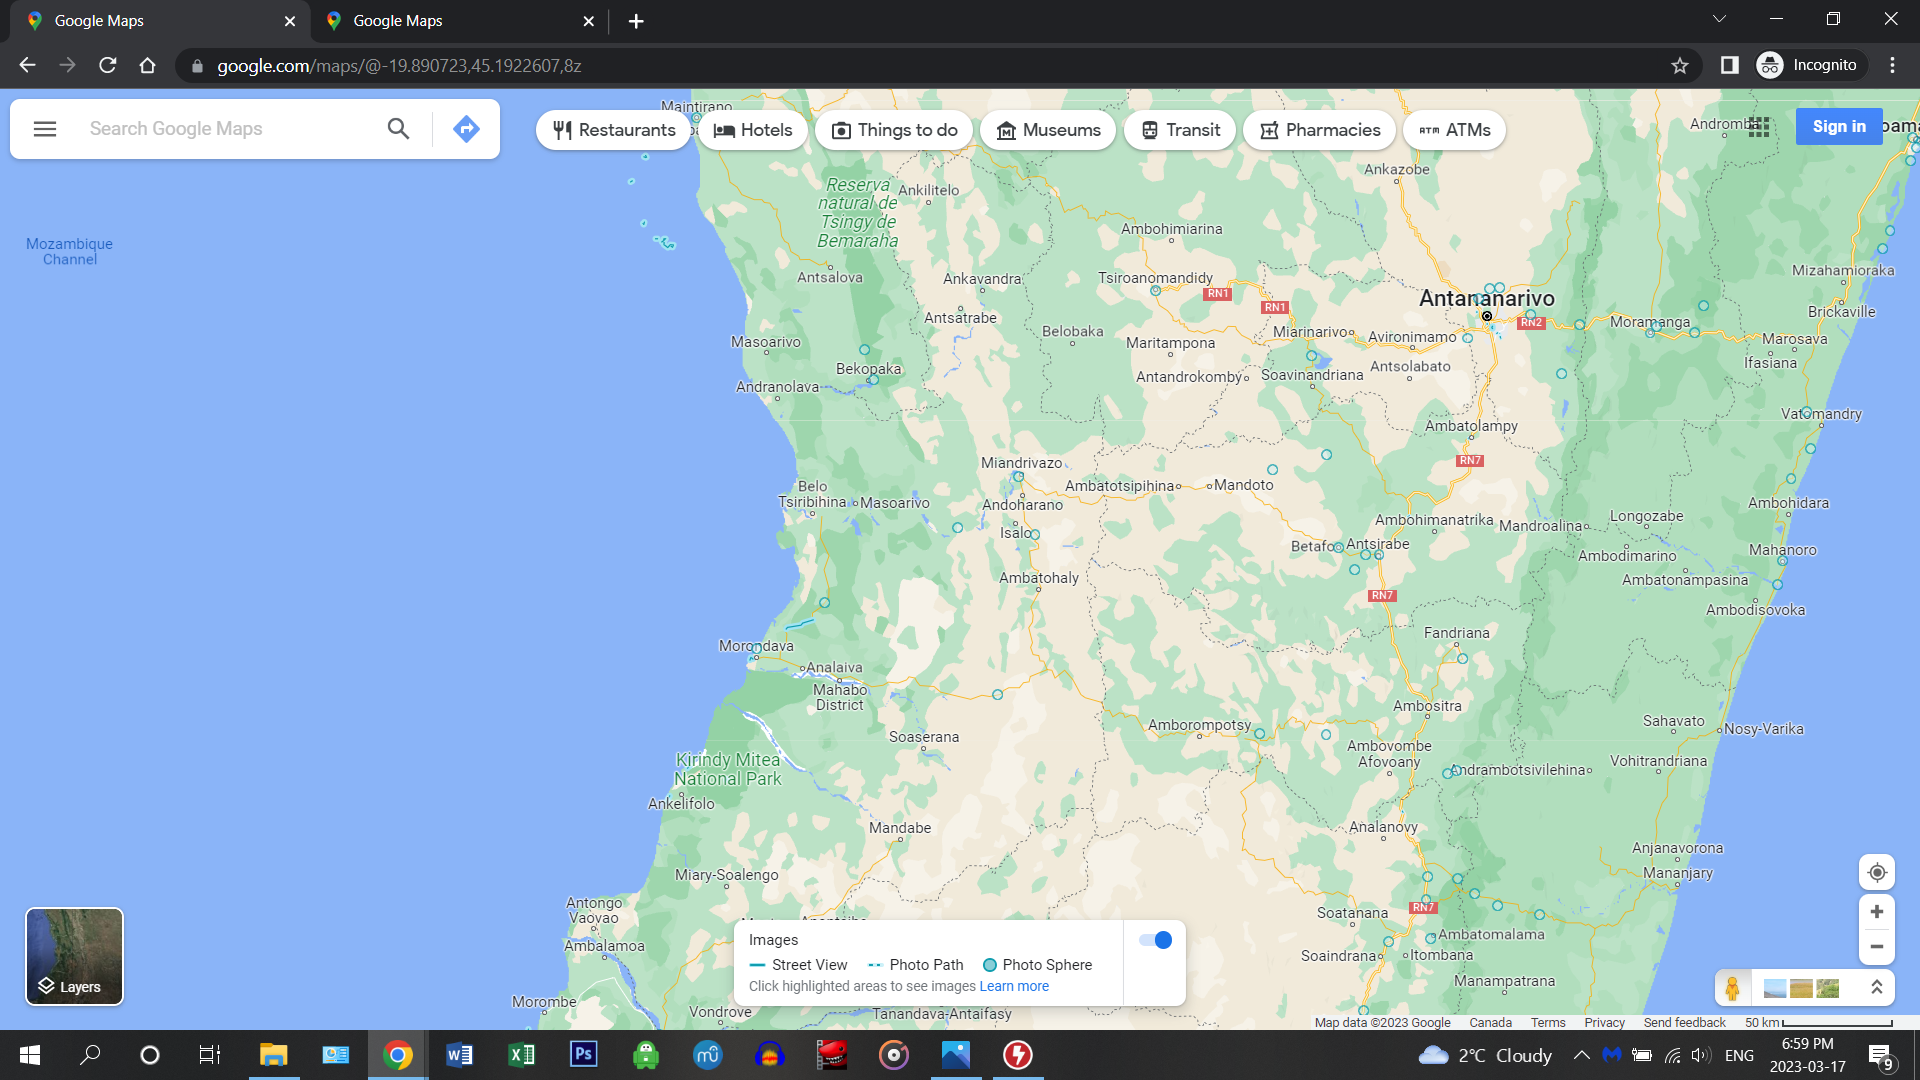 Google Maps
Google Maps
google.com/maps/@-19.890723,45.1922607,8z
Incognito
Search Google Maps
Restaurants
Hotels
Things to do
Museums
Transit
Pharmacies
ATM ATMs
Sign in
Maintirano
Andromba
Ankazobe
Reserva
natural de
Tsingy de
Bemaraha
Ankilitelo
Ambohimiarina
Mozambique
Channel
Antsalova
Ankavandra
Tsiroanomandidy
RN1
RN1
Antananarivo
Mizahamioraka
Antsatrabe
Belobaka
Miarinarivo
Avironimamo
RN2
Moramanga
Brickaville
Masoarivo
Maritampona
Marosava
Ifasiana
Bekopaka
Antandrokomby
Soavinandriana
Antsolabato
Andranolava
Vatomandry
Ambatolampy
RN7
Miandrivazo
Belo
Tsiribihina
Masoarivo
Ambatotsipihina
Mandoto
Andoharano
Ambohidara
Isalo
Ambohimanatrika
Mandroalina
Longozabe
Betafo
Antsirabe
Ambodimarino
Mahanoro
Ambatohaly
Ambatonampasina
RN7
Ambodisovoka
Fandriana
Morondava
Analaiva
Mahabo
District
Ambositra
Soaserana
Amborompotsy
Sahavato
Nosy-Varika
Ambovombe
Afovoany
Kirindy Mitea
National Park
Andrambotsivilehina
Vohitrandriana
Ankelifolo
Mandabe
Analanovy
Anjanavorona
Miary-Soalengo
Mananjary
Antongo
Vaovao
RN7
Soatanana
Ambalamoa
Ambatomalama
Soaindrana
Itombana
Manampatrana
Morombe
Vondrove
Tanandava-Antaifasy
Images
Street View
Photo Path
Photo Sphere
Click highlighted areas to see images Learn more
Layers
Map data ©2023 Google
Canada
Terms
Privacy
Send feedback
50 km
2°C Cloudy
ENG
6:59 PM
2023-03-17
9